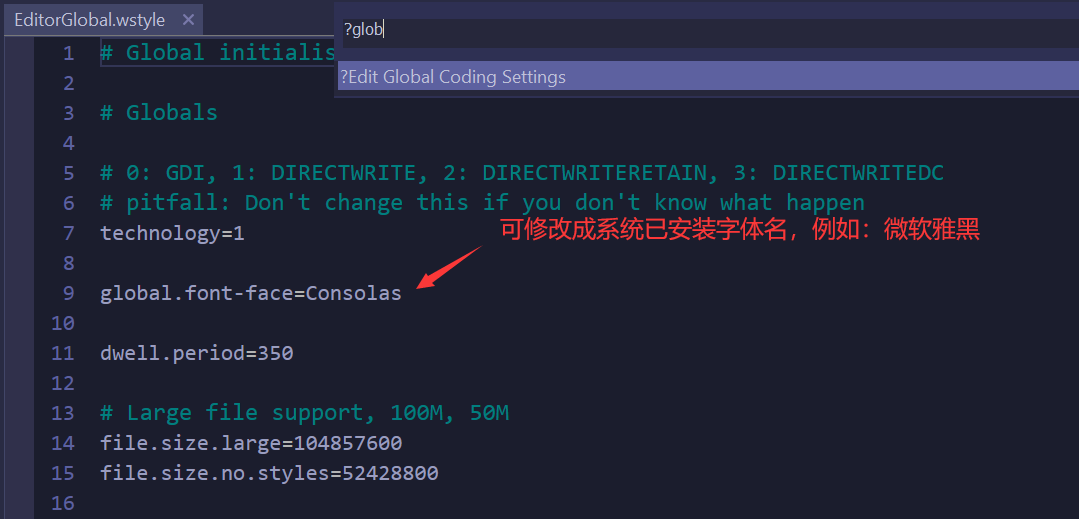 EditorGlobal.wstyle ×
?glob
?Edit Global Coding Settings
1 # Global initialis
2
3 # Globals
4
5 # 0: GDI, 1: DIRECTWRITE, 2: DIRECTWRITERETAIN, 3: DIRECTWRITEDC
6 # pitfall: Don't change this if you don't know what happen
7 technology=1
可修改成系统已安装字体名，例如：微软雅黑
8
9 global.font-face=Consolas
10
11 dwell.period=350
12
13 # Large file support, 100M, 50M
14 file.size.large=104857600
15 file.size.no.styles=52428800
16